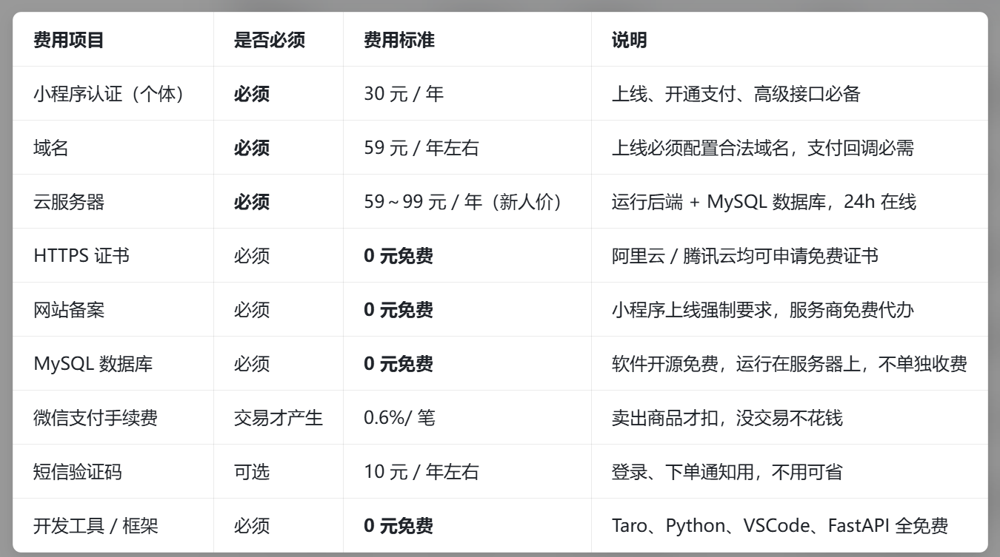 费用项目 是否必须 费用标准 说明
小程序认证（个体） 必须 30 元 / 年 上线、开通支付、高级接口必备
域名 必须 59 元 / 年左右 上线必须配置合法域名，支付回调必需
云服务器 必须 59～99 元 / 年（新人价） 运行后端 + MySQL 数据库，24h 在线
HTTPS 证书 必须 0 元免费 阿里云 / 腾讯云均可申请免费证书
网站备案 必须 0 元免费 小程序上线强制要求，服务商免费代办
MySQL 数据库 必须 0 元免费 软件开源免费，运行在服务器上，不单独收费
微信支付手续费 交易才产生 0.6%/ 笔 卖出商品才扣，没交易不花钱
短信验证码 可选 10 元 / 年左右 登录、下单通知用，不用可省
开发工具 / 框架 必须 0 元免费 Taro、Python、VSCode、FastAPI 全免费